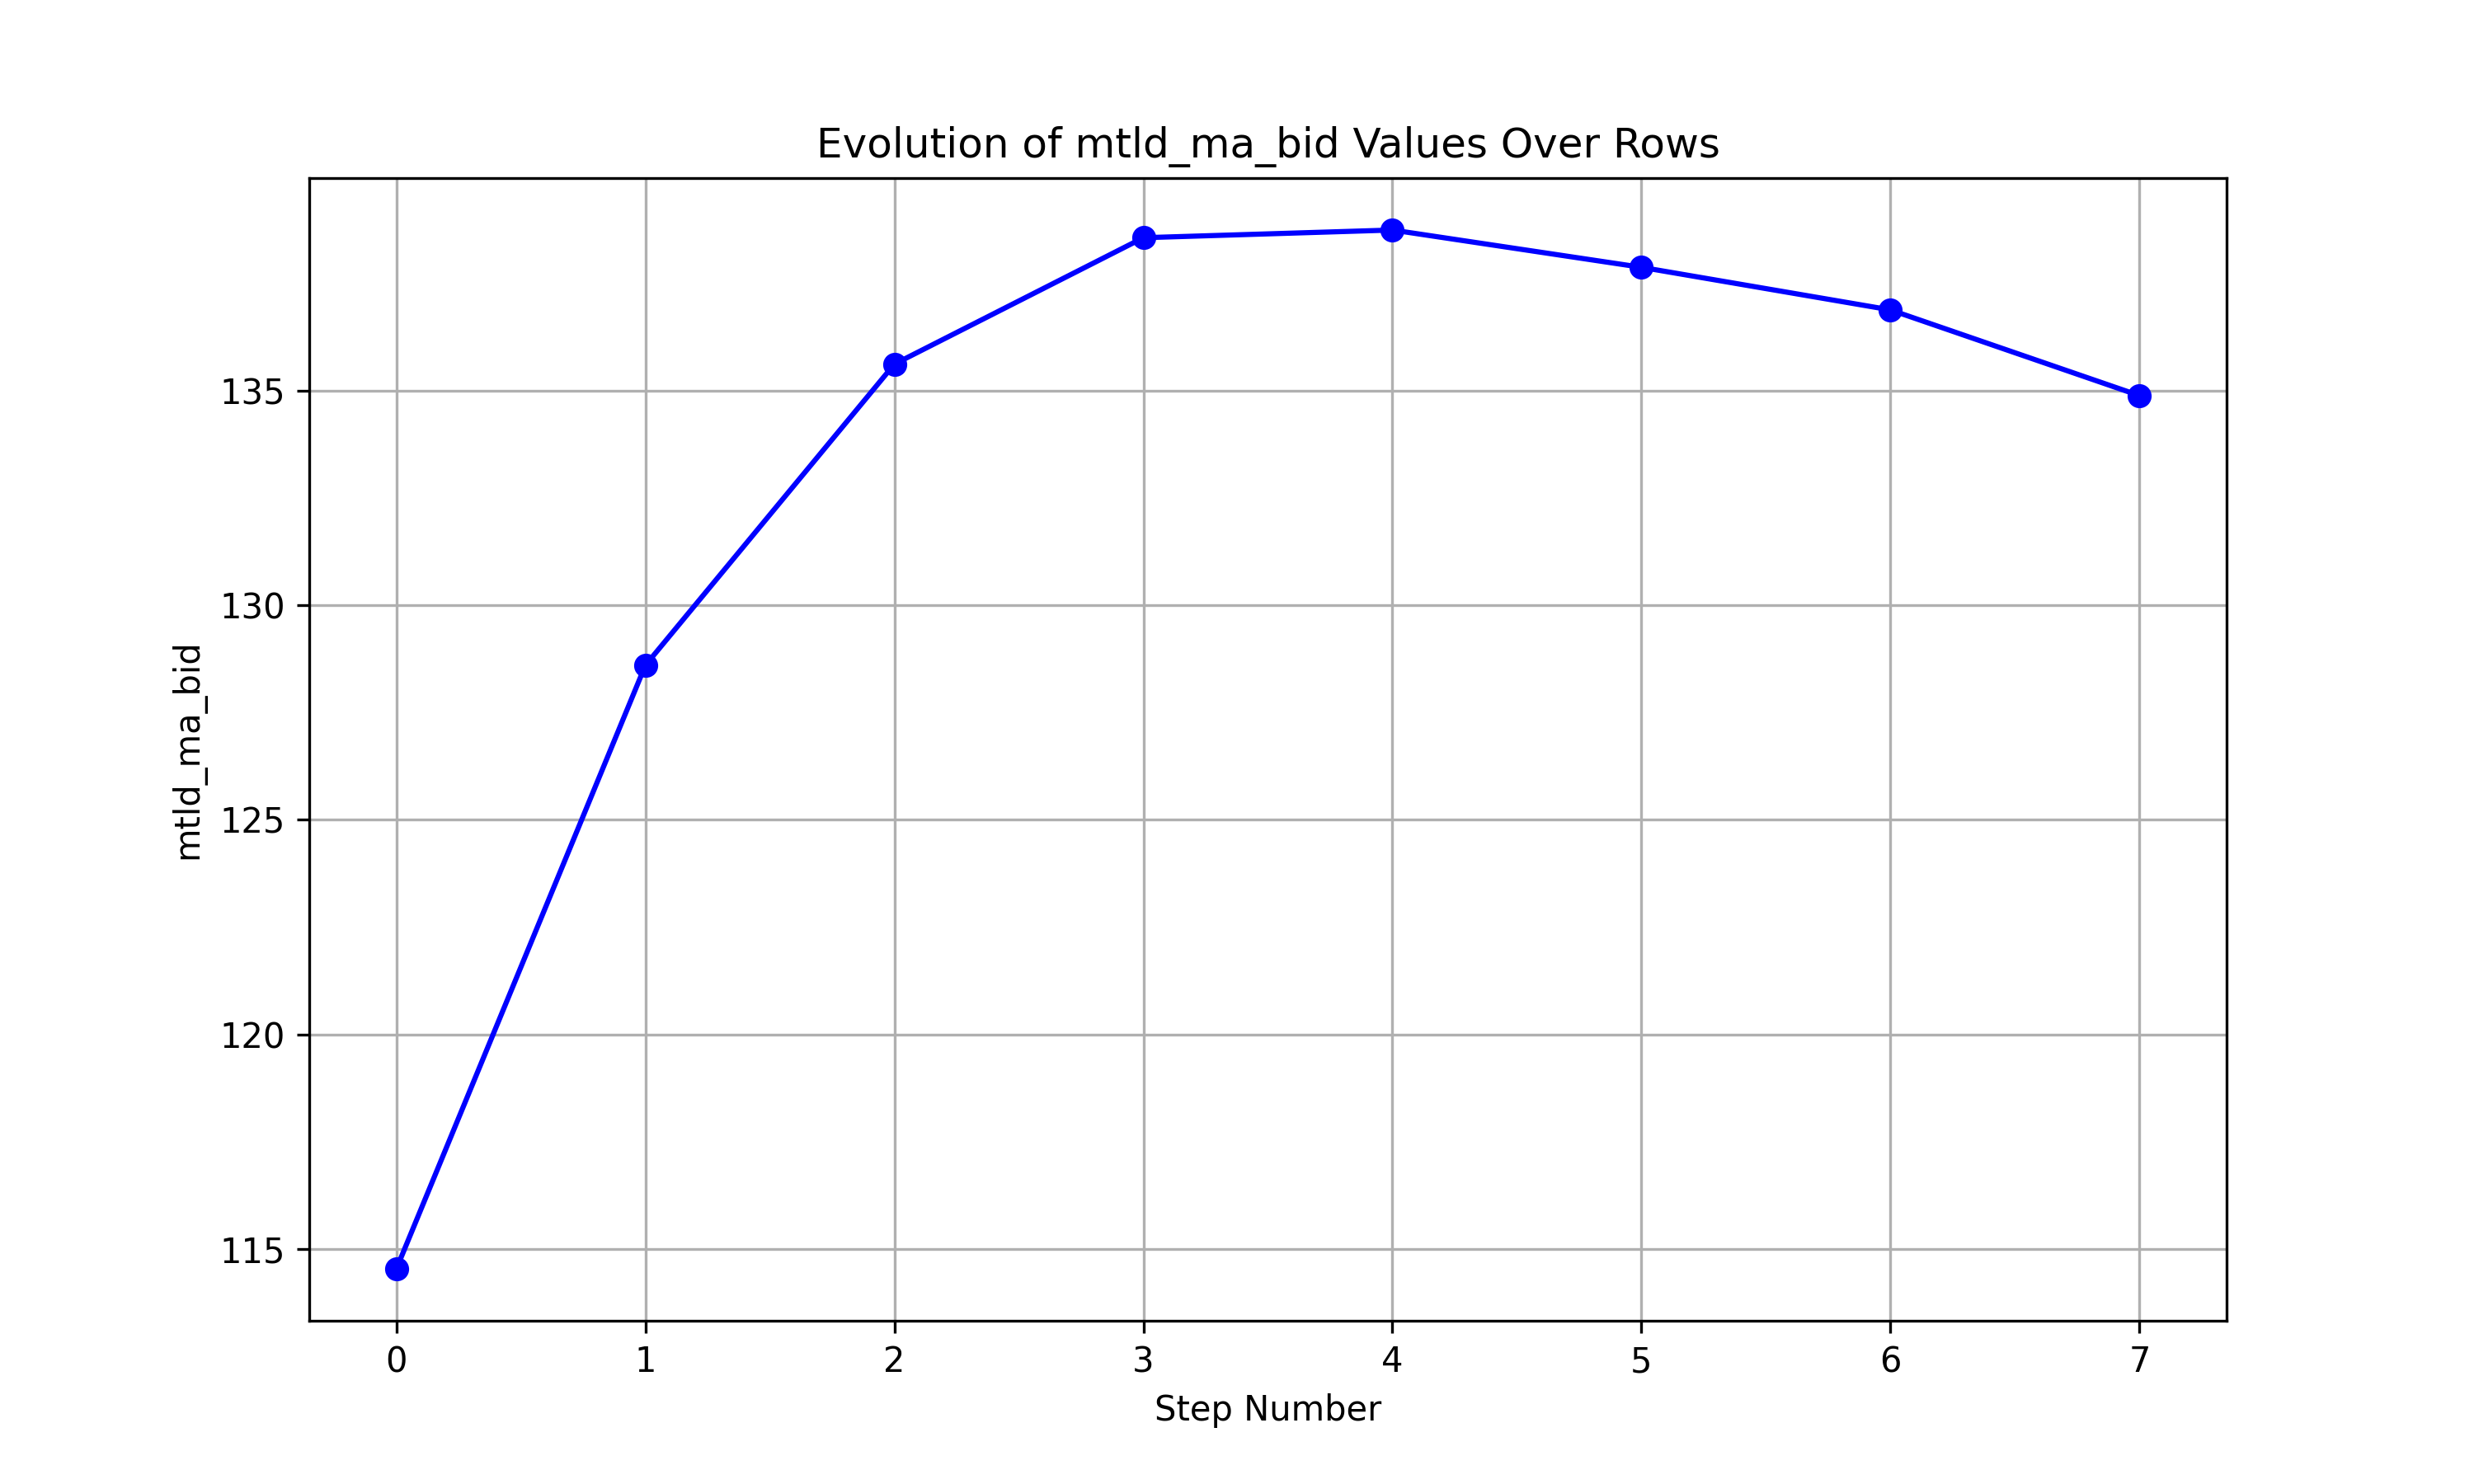 Evolution of mtld_ma_bid Values Over Rows
mtld_ma_bid
135
130
125
120
115
0 1 2 3 4 5 6 7
Step Number